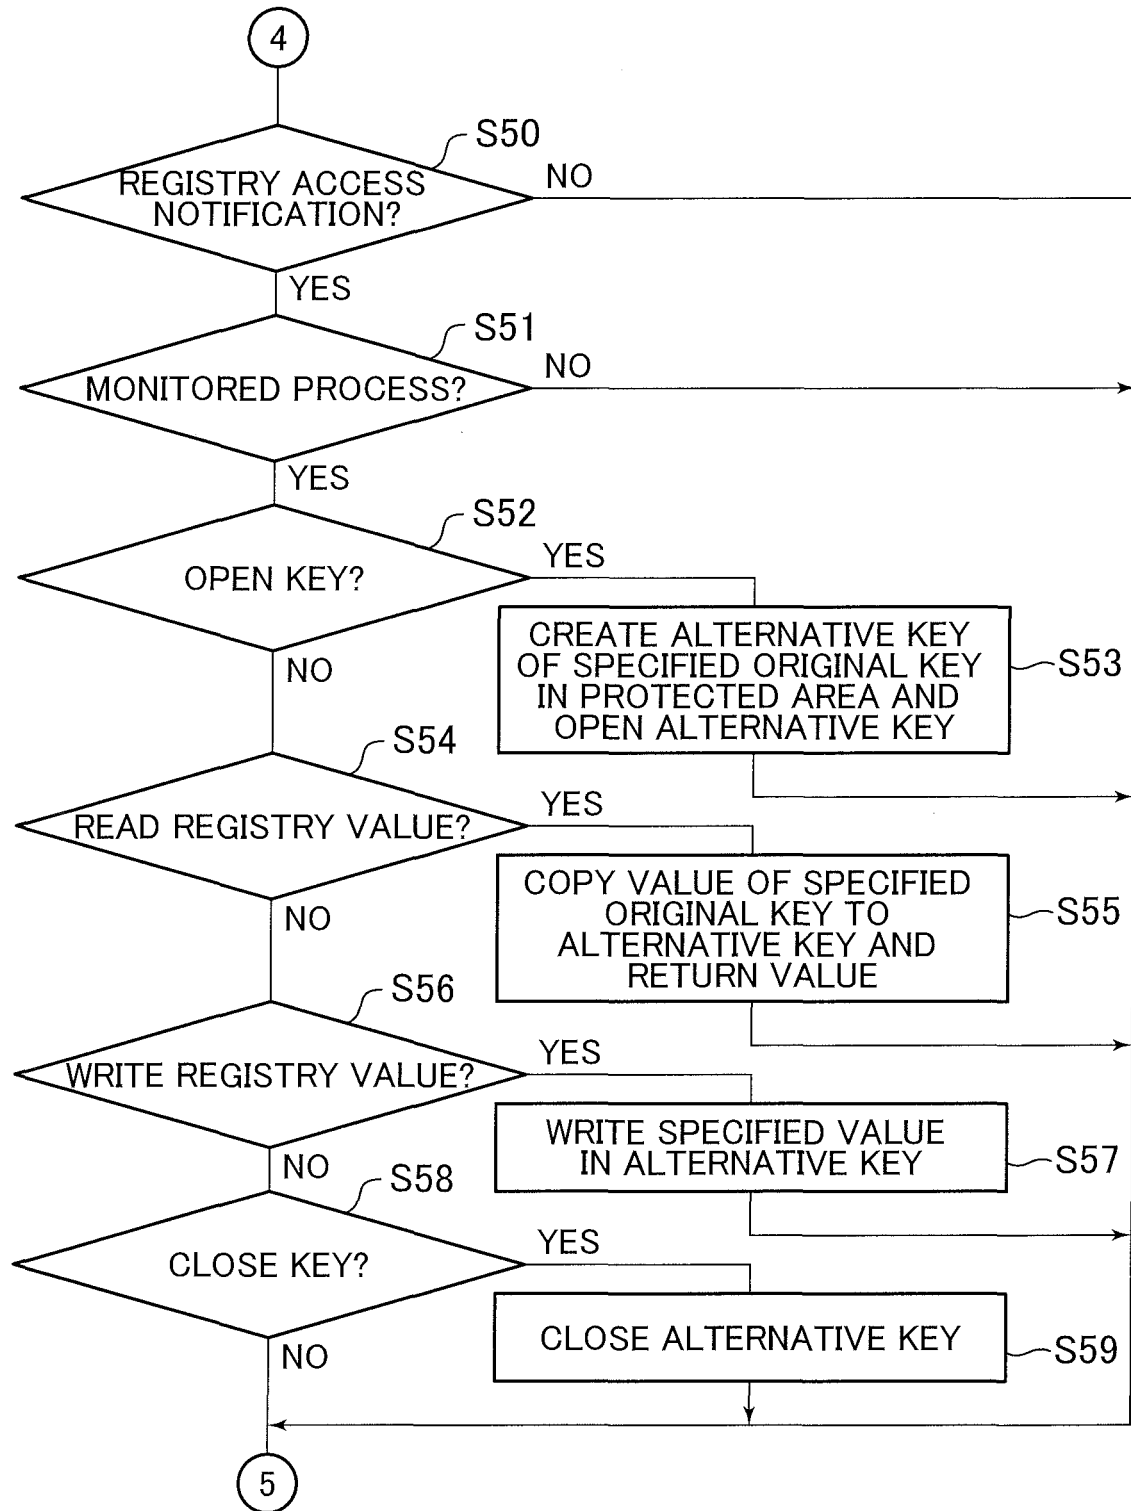 4
S50
REGISTRY ACCESS
NOTIFICATION?
NO
YES
S51
MONITORED PROCESS?
NO
YES
S52
OPEN KEY?
YES
NO
CREATE ALTERNATIVE KEY
OF SPECIFIED ORIGINAL KEY
IN PROTECTED AREA AND
OPEN ALTERNATIVE KEY
S53
S54
READ REGISTRY VALUE?
YES
NO
COPY VALUE OF SPECIFIED
ORIGINAL KEY TO
ALTERNATIVE KEY AND
RETURN VALUE
S55
S56
WRITE REGISTRY VALUE?
YES
NO
WRITE SPECIFIED VALUE
IN ALTERNATIVE KEY
S57
S58
CLOSE KEY?
YES
NO
CLOSE ALTERNATIVE KEY
S59
5